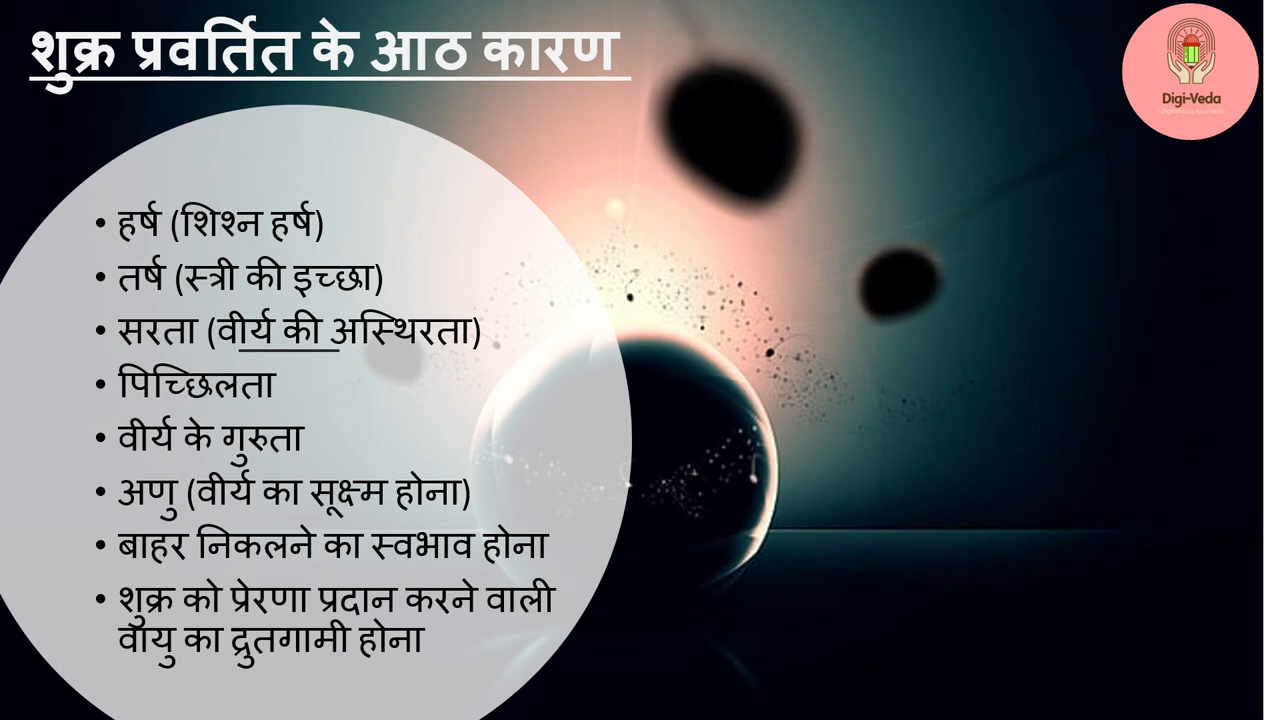 शुक्र प्रवर्तित के आठ कारण
Digi-Veda
• हर्ष (शिश्न हर्ष)
• तर्ष (स्त्री की इच्छा)
• सरता (वीर्य की अस्थिरता)
• पिच्छिलता
• वीर्य के गुरुता
• अणु (वीर्य का सूक्ष्म होना)
• बाहर निकलने का स्वभाव होना
• शुक्र को प्रेरणा प्रदान करने वाली
वायु का द्रुतगामी होना